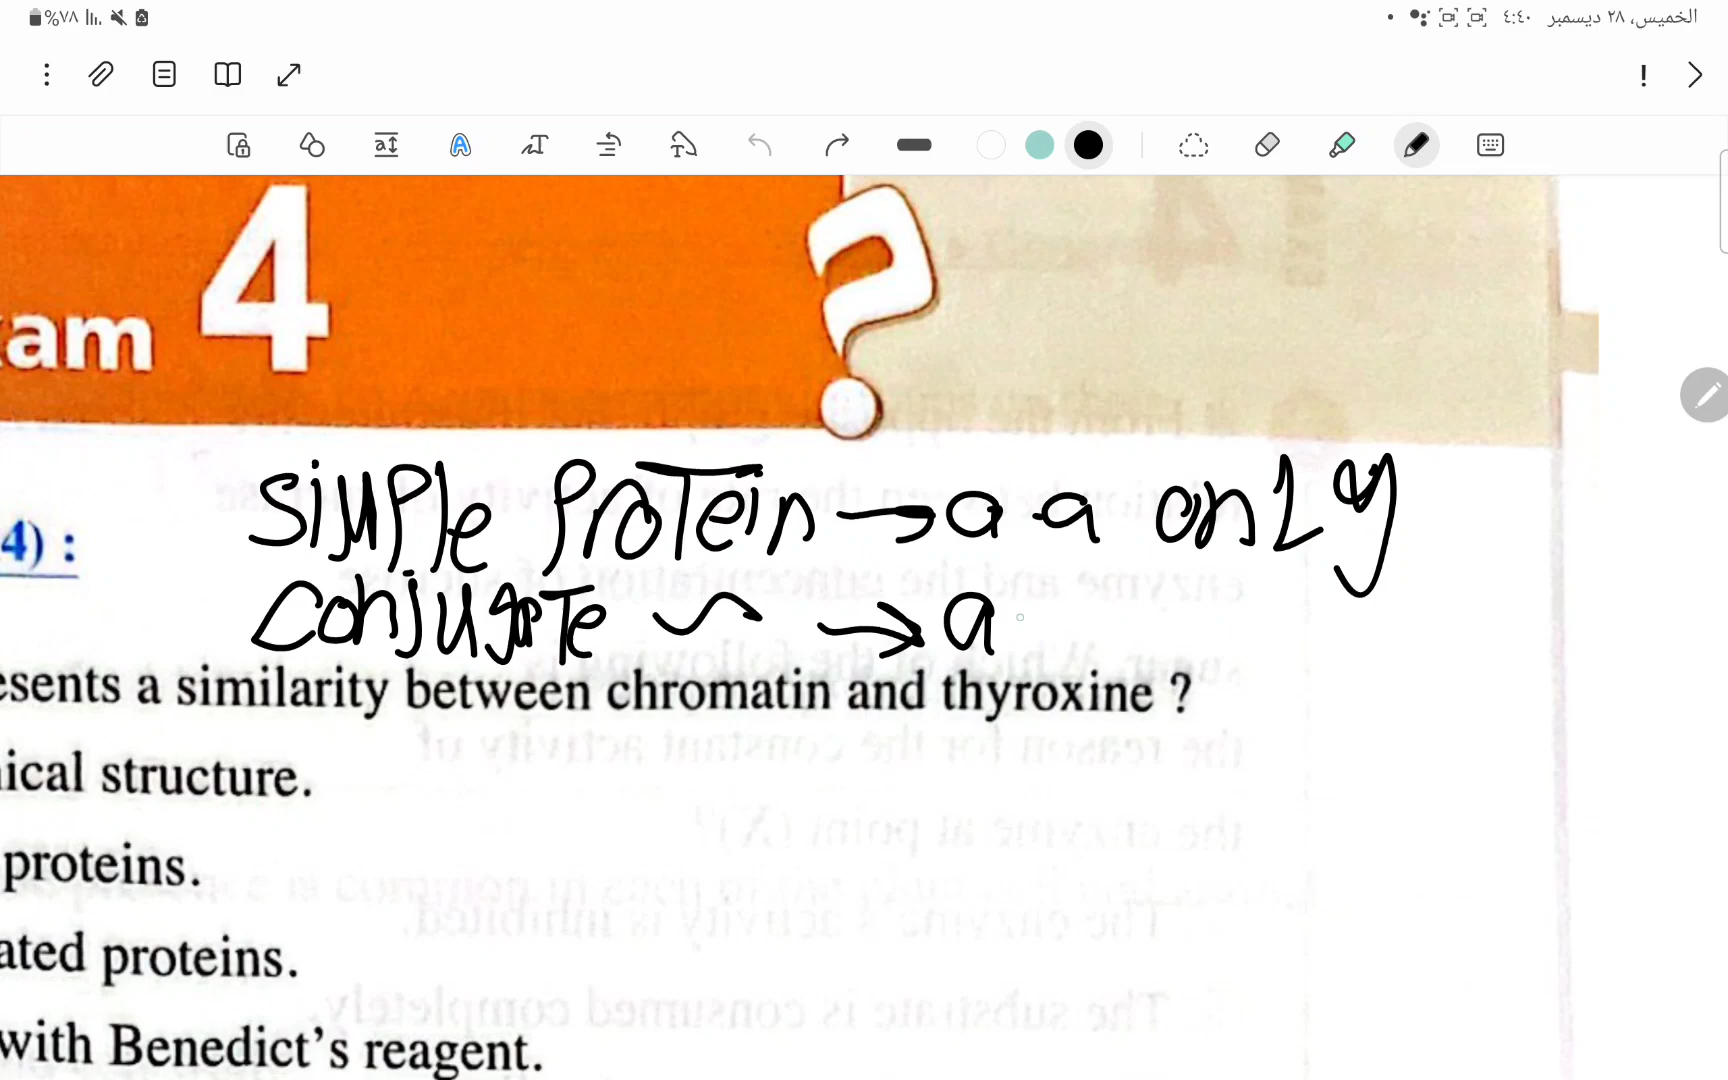 %٧٨
الخميس، ٢٨ ديسمبر ٤:٤٠
am 4
4) :
simple protein → a a only
conjugate → a
esents a similarity between chromatin and thyroxine ?
ical structure.
proteins.
ated proteins.
with Benedict’s reagent.